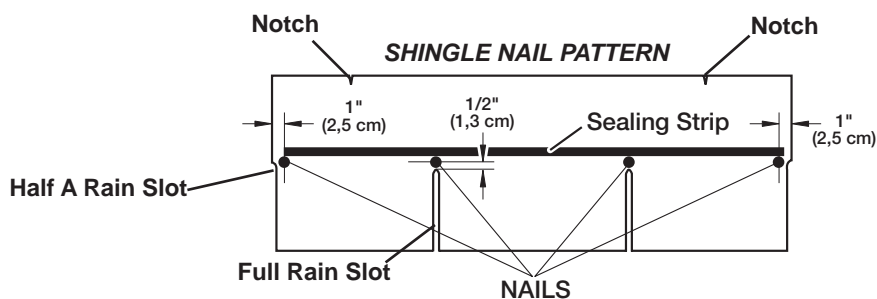 Notch
Notch
SHINGLE NAIL PATTERN
1"
(2,5 cm)
1/2"
(1,3 cm)
Sealing Strip
1"
(2,5 cm)
Half A Rain Slot
Full Rain Slot
NAILS